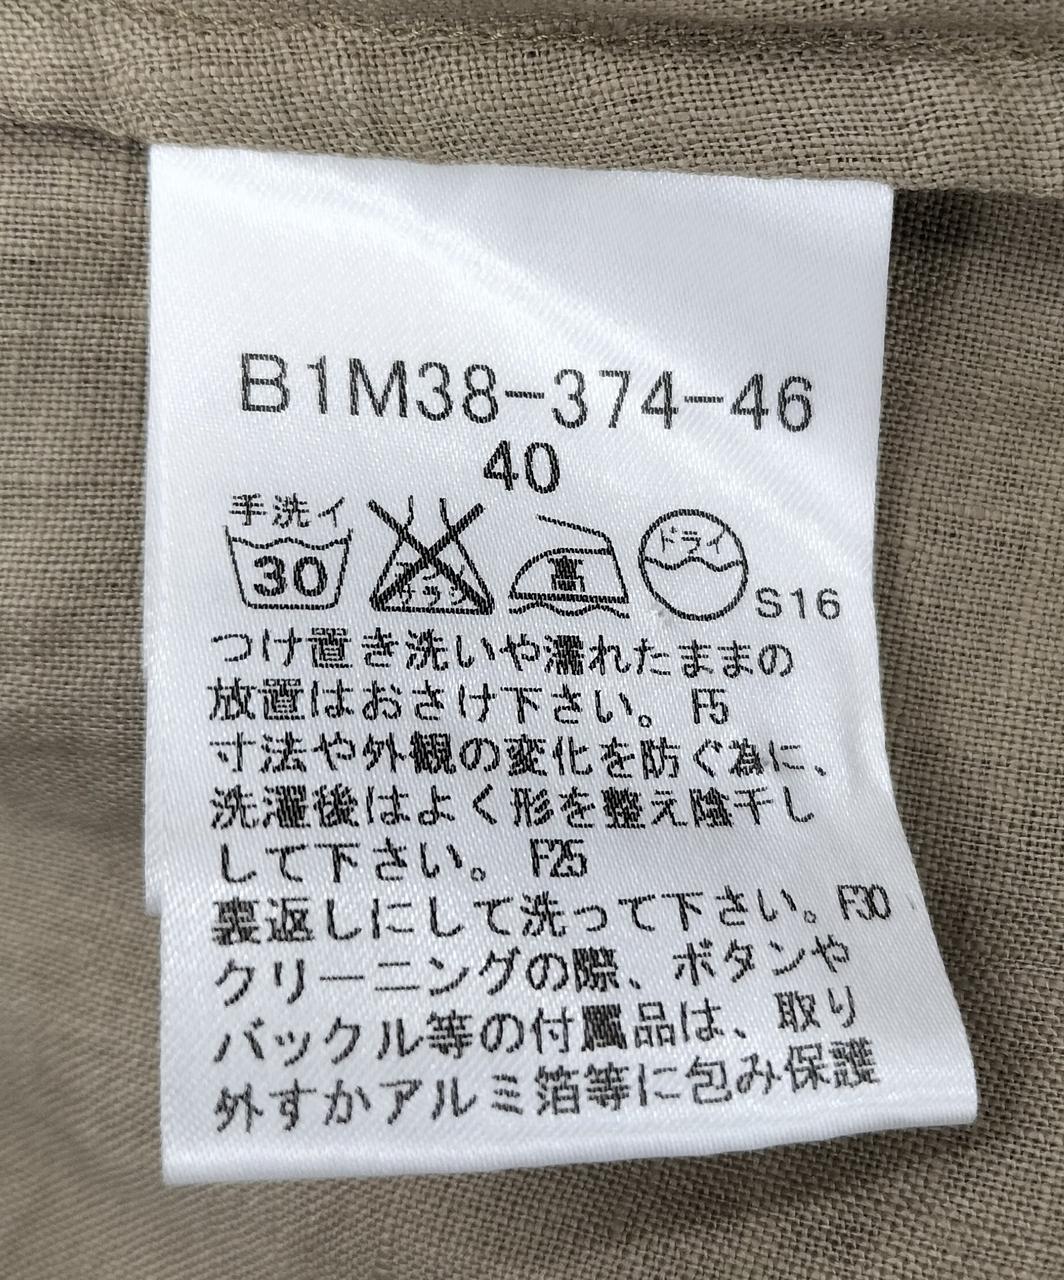 B1M38-374-46
40
手洗イ
30
エンソ
サラシ
高
ドライ
S16
つけ置き洗いや濡れたままの
放置はおさけ下さい。 F5
寸法や外観の変化を防ぐ為に、
洗濯後はよく形を整え陰干し
して下さい。 F25
裏返しにして洗って下さい。F30
クリーニングの際、ボタンや
バックル等の付属品は、取り
外すかアルミ箔等に包み保護